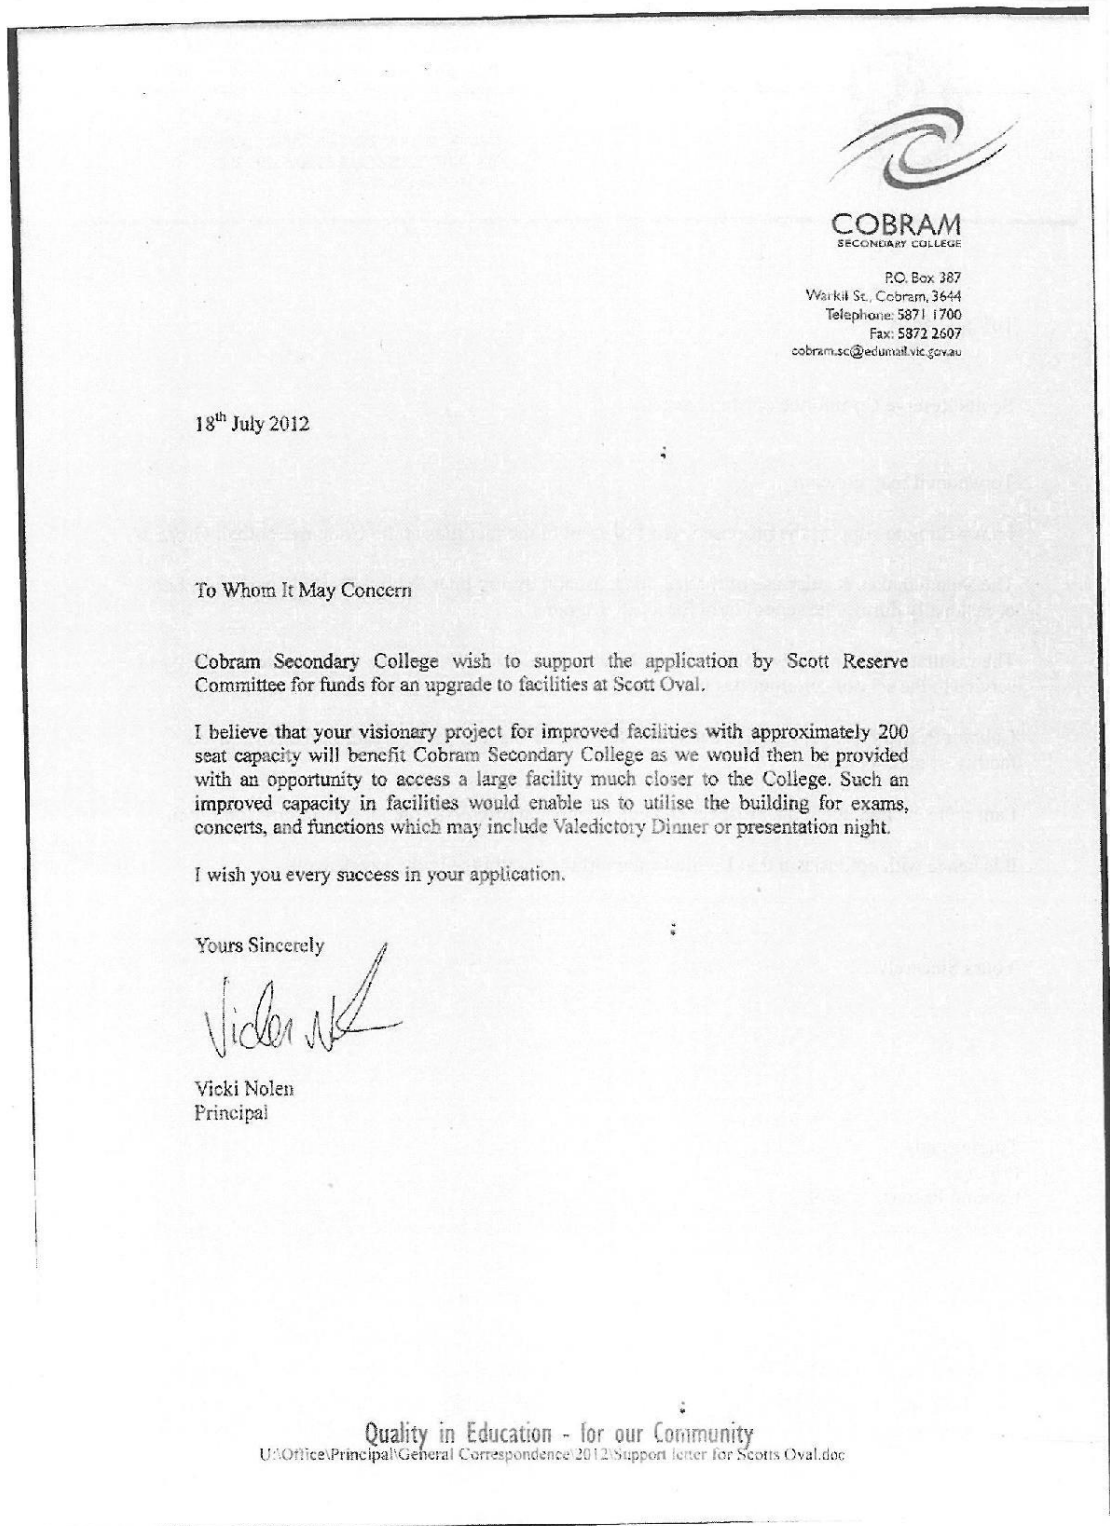 COBRAM
SECONDARY COLLEGE
P.O. Box 387
Warkil St., Cobram, 3644
Telephone: 5871 1700
Fax: 5872 2607
cobram.sc@edumail.vic.gov.au
18th July 2012
To Whom It May Concern
Cobram Secondary College wish to support the application by Scott Reserve
Committee for funds for an upgrade to facilities at Scott Oval.
I believe that your visionary project for improved facilities with approximately 200
seat capacity will benefit Cobram Secondary College as we would then be provided
with an opportunity to access a large facility much closer to the College. Such an
improved capacity in facilities would enable us to utilise the building for exams,
concerts, and functions which may include Valedictory Dinner or presentation night.
I wish you every success in your application.
Yours Sincerely
Vicki Nolen
Principal
Quality in Education - for our Community
U:\Office\Principal\General Correspondence\2012\Support letter for Scotts Oval.doc